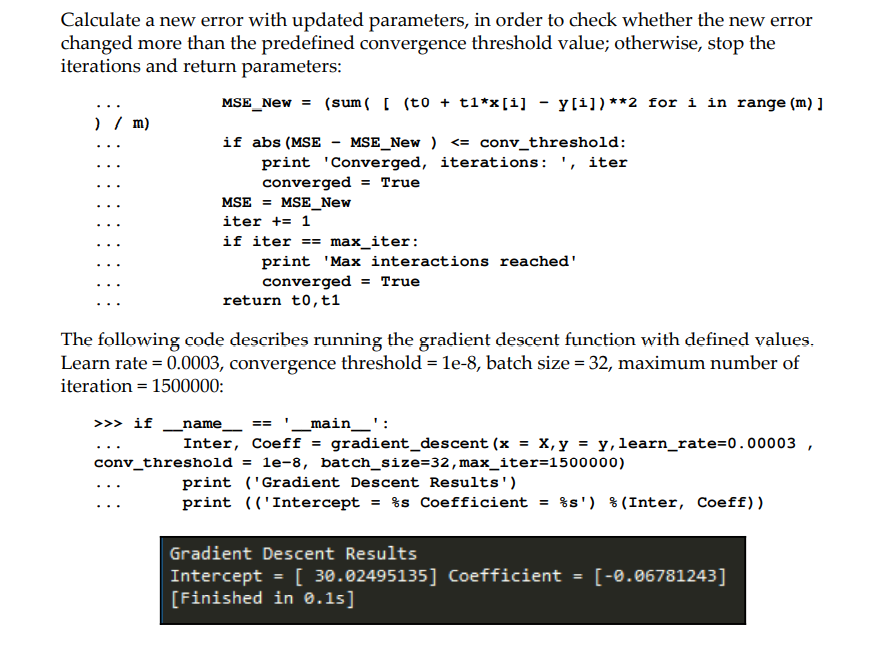 Calculate a new error with updated parameters, in order to check whether the new error
changed more than the predefined convergence threshold value; otherwise, stop the
iterations and return parameters:
...          MSE_New = (sum( [ (t0 + t1*x[i] - y[i])**2 for i in range(m)]
) / m)
...          if abs(MSE - MSE_New ) <= conv_threshold:
...              print 'Converged, iterations: ', iter
...              converged = True
...          MSE = MSE_New
...          iter += 1
...          if iter == max_iter:
...              print 'Max interactions reached'
...              converged = True
...          return t0,t1
The following code describes running the gradient descent function with defined values.
Learn rate = 0.0003, convergence threshold = 1e-8, batch size = 32, maximum number of
iteration = 1500000:
>>> if __name__ == '__main__':
...      Inter, Coeff = gradient_descent(x = X,y = y,learn_rate=0.00003 ,
conv_threshold = 1e-8, batch_size=32,max_iter=1500000)
...      print ('Gradient Descent Results')
...      print (('Intercept = %s Coefficient = %s') %(Inter, Coeff))
Gradient Descent Results
Intercept = [ 30.02495135] Coefficient = [-0.06781243]
[Finished in 0.1s]